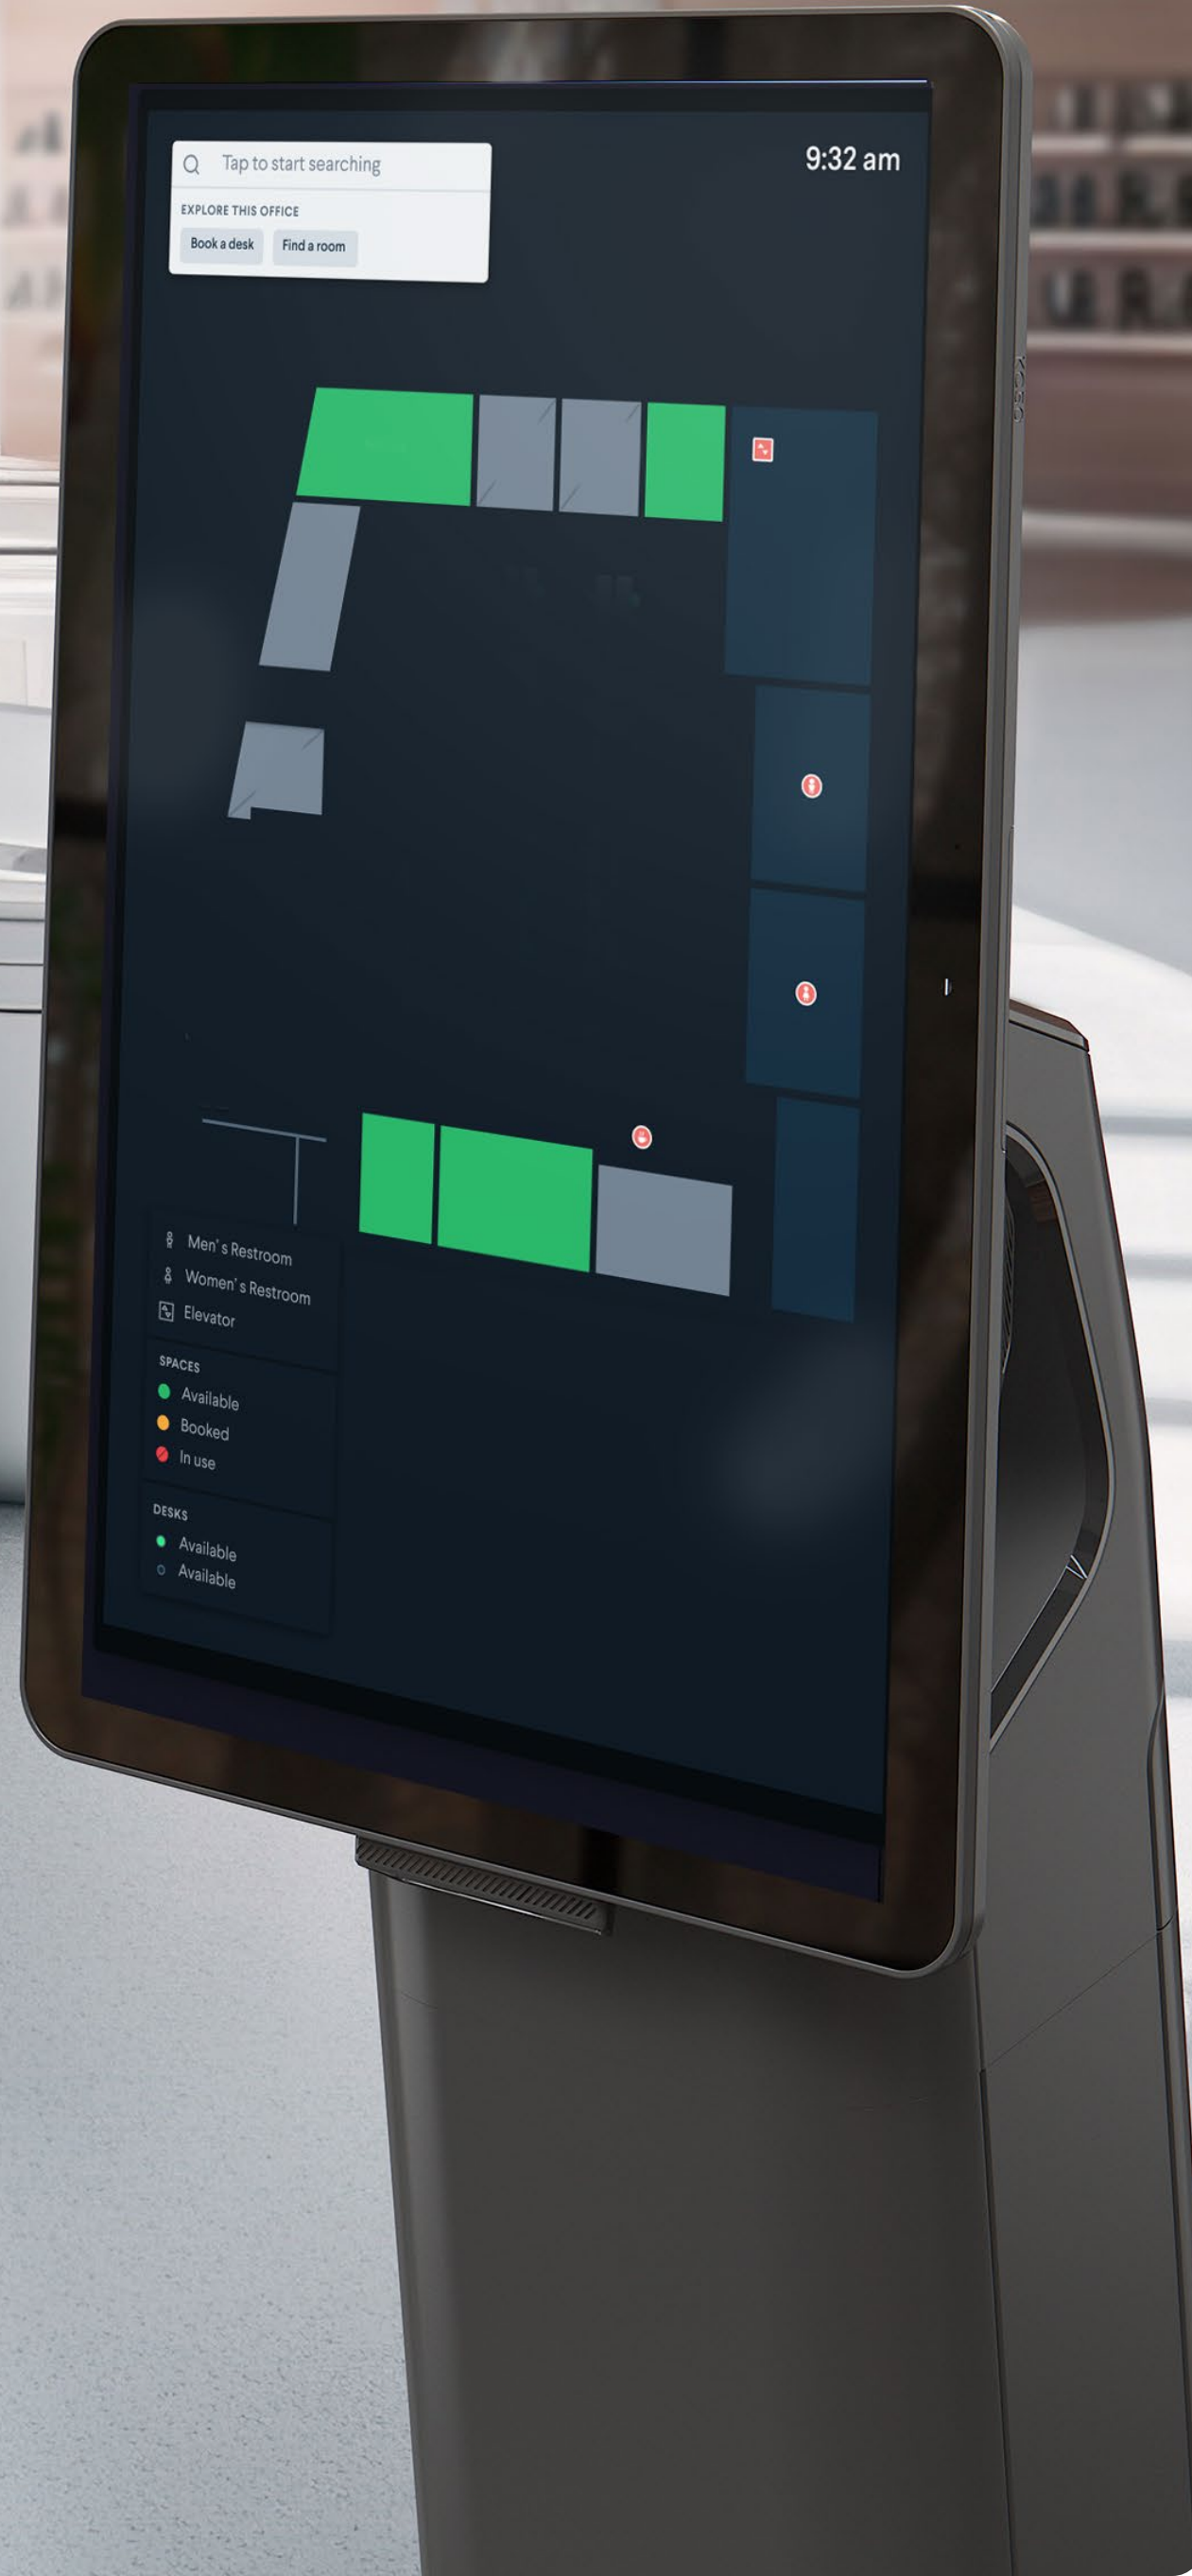 Tap to start searching
9:32 am
EXPLORE THIS OFFICE
Book a desk
Find a room
Men's Restroom
Women's Restroom
Elevator
SPACES
Available
Booked
In use
DESKS
Available
Available